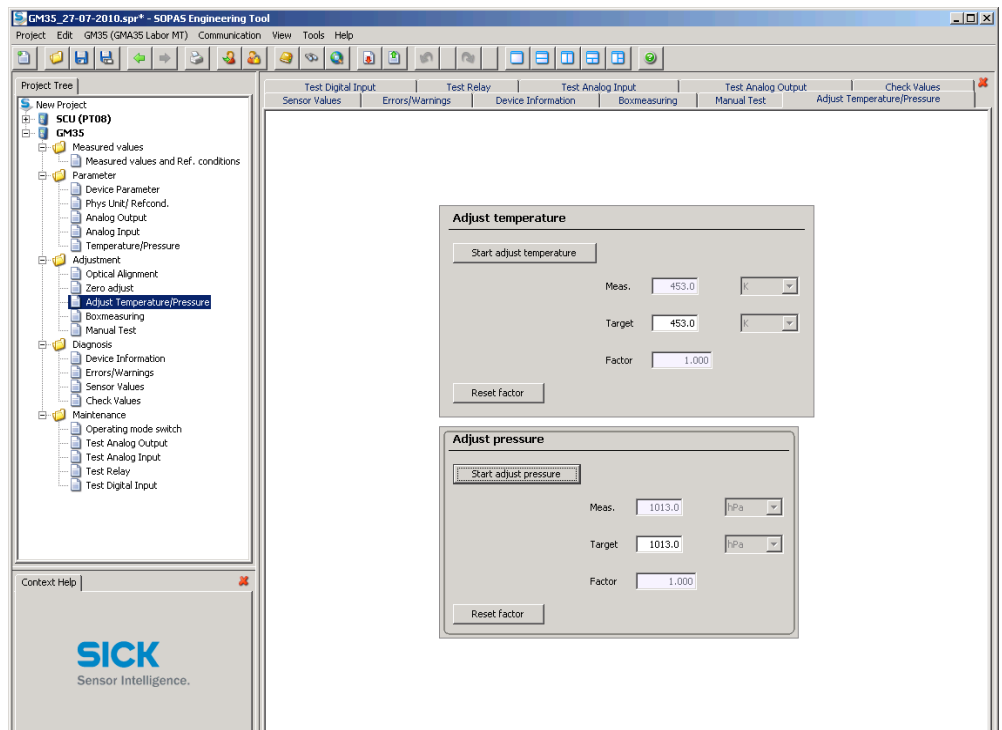 GM35_27-07-2010.spr* - SOPAS Engineering Tool
Project Edit GM35 (GMA35 Labor MT) Communication View Tools Help
Project Tree
New Project
SCU (PT08)
GM35
Measured values
Measured values and Ref. conditions
Parameter
Device Parameter
Phys Unit/ Refcond.
Analog Output
Analog Input
Temperature/Pressure
Adjustment
Optical Alignment
Zero adjust
Adjust Temperature/Pressure
Boxmeasuring
Manual Test
Diagnosis
Device Information
Errors/Warnings
Sensor Values
Check Values
Maintenance
Operating mode switch
Test Analog Output
Test Analog Input
Test Relay
Test Digital Input
Context Help
SICK
Sensor Intelligence.
Test Digital Input Test Relay Test Analog Input Test Analog Output Check Values
Sensor Values Errors/Warnings Device Information Boxmeasuring Manual Test Adjust Temperature/Pressure
Adjust temperature
Start adjust temperature
Meas. 453.0 K
Target 453.0 K
Factor 1.000
Reset factor
Adjust pressure
Start adjust pressure
Meas. 1013.0 hPa
Target 1013.0 hPa
Factor 1.000
Reset factor